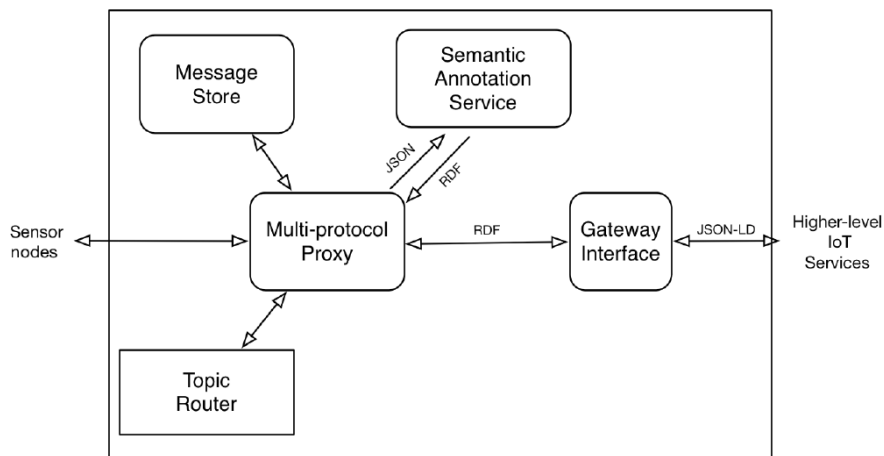 Message
Store
Semantic
Annotation
Service
JSON
RDF
Sensor
nodes
Multi-protocol
Proxy
RDF
Gateway
Interface
JSON-LD
Higher-level
IoT
Services
Topic
Router